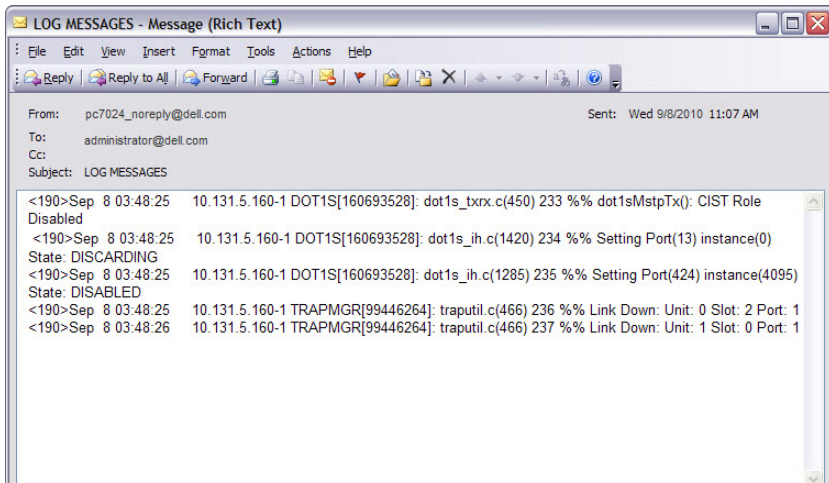 LOG MESSAGES - Message (Rich Text)
File Edit View Insert Format Tools Actions Help
Reply Reply to All Forward
From: pc7024_noreply@dell.com Sent: Wed 9/8/2010 11:07 AM
To: administrator@dell.com
Cc:
Subject: LOG MESSAGES
<190>Sep 8 03:48:25 10.131.5.160-1 DOT1S[160693528]: dot1s_txrx.c(450) 233 %% dot1sMstpTx(): CIST Role
Disabled
<190>Sep 8 03:48:25 10.131.5.160-1 DOT1S[160693528]: dot1s_ih.c(1420) 234 %% Setting Port(13) instance(0)
State: DISCARDING
<190>Sep 8 03:48:25 10.131.5.160-1 DOT1S[160693528]: dot1s_ih.c(1285) 235 %% Setting Port(424) instance(4095)
State: DISABLED
<190>Sep 8 03:48:25 10.131.5.160-1 TRAPMGR[99446264]: traputil.c(466) 236 %% Link Down: Unit: 0 Slot: 2 Port: 1
<190>Sep 8 03:48:26 10.131.5.160-1 TRAPMGR[99446264]: traputil.c(466) 237 %% Link Down: Unit: 1 Slot: 0 Port: 1